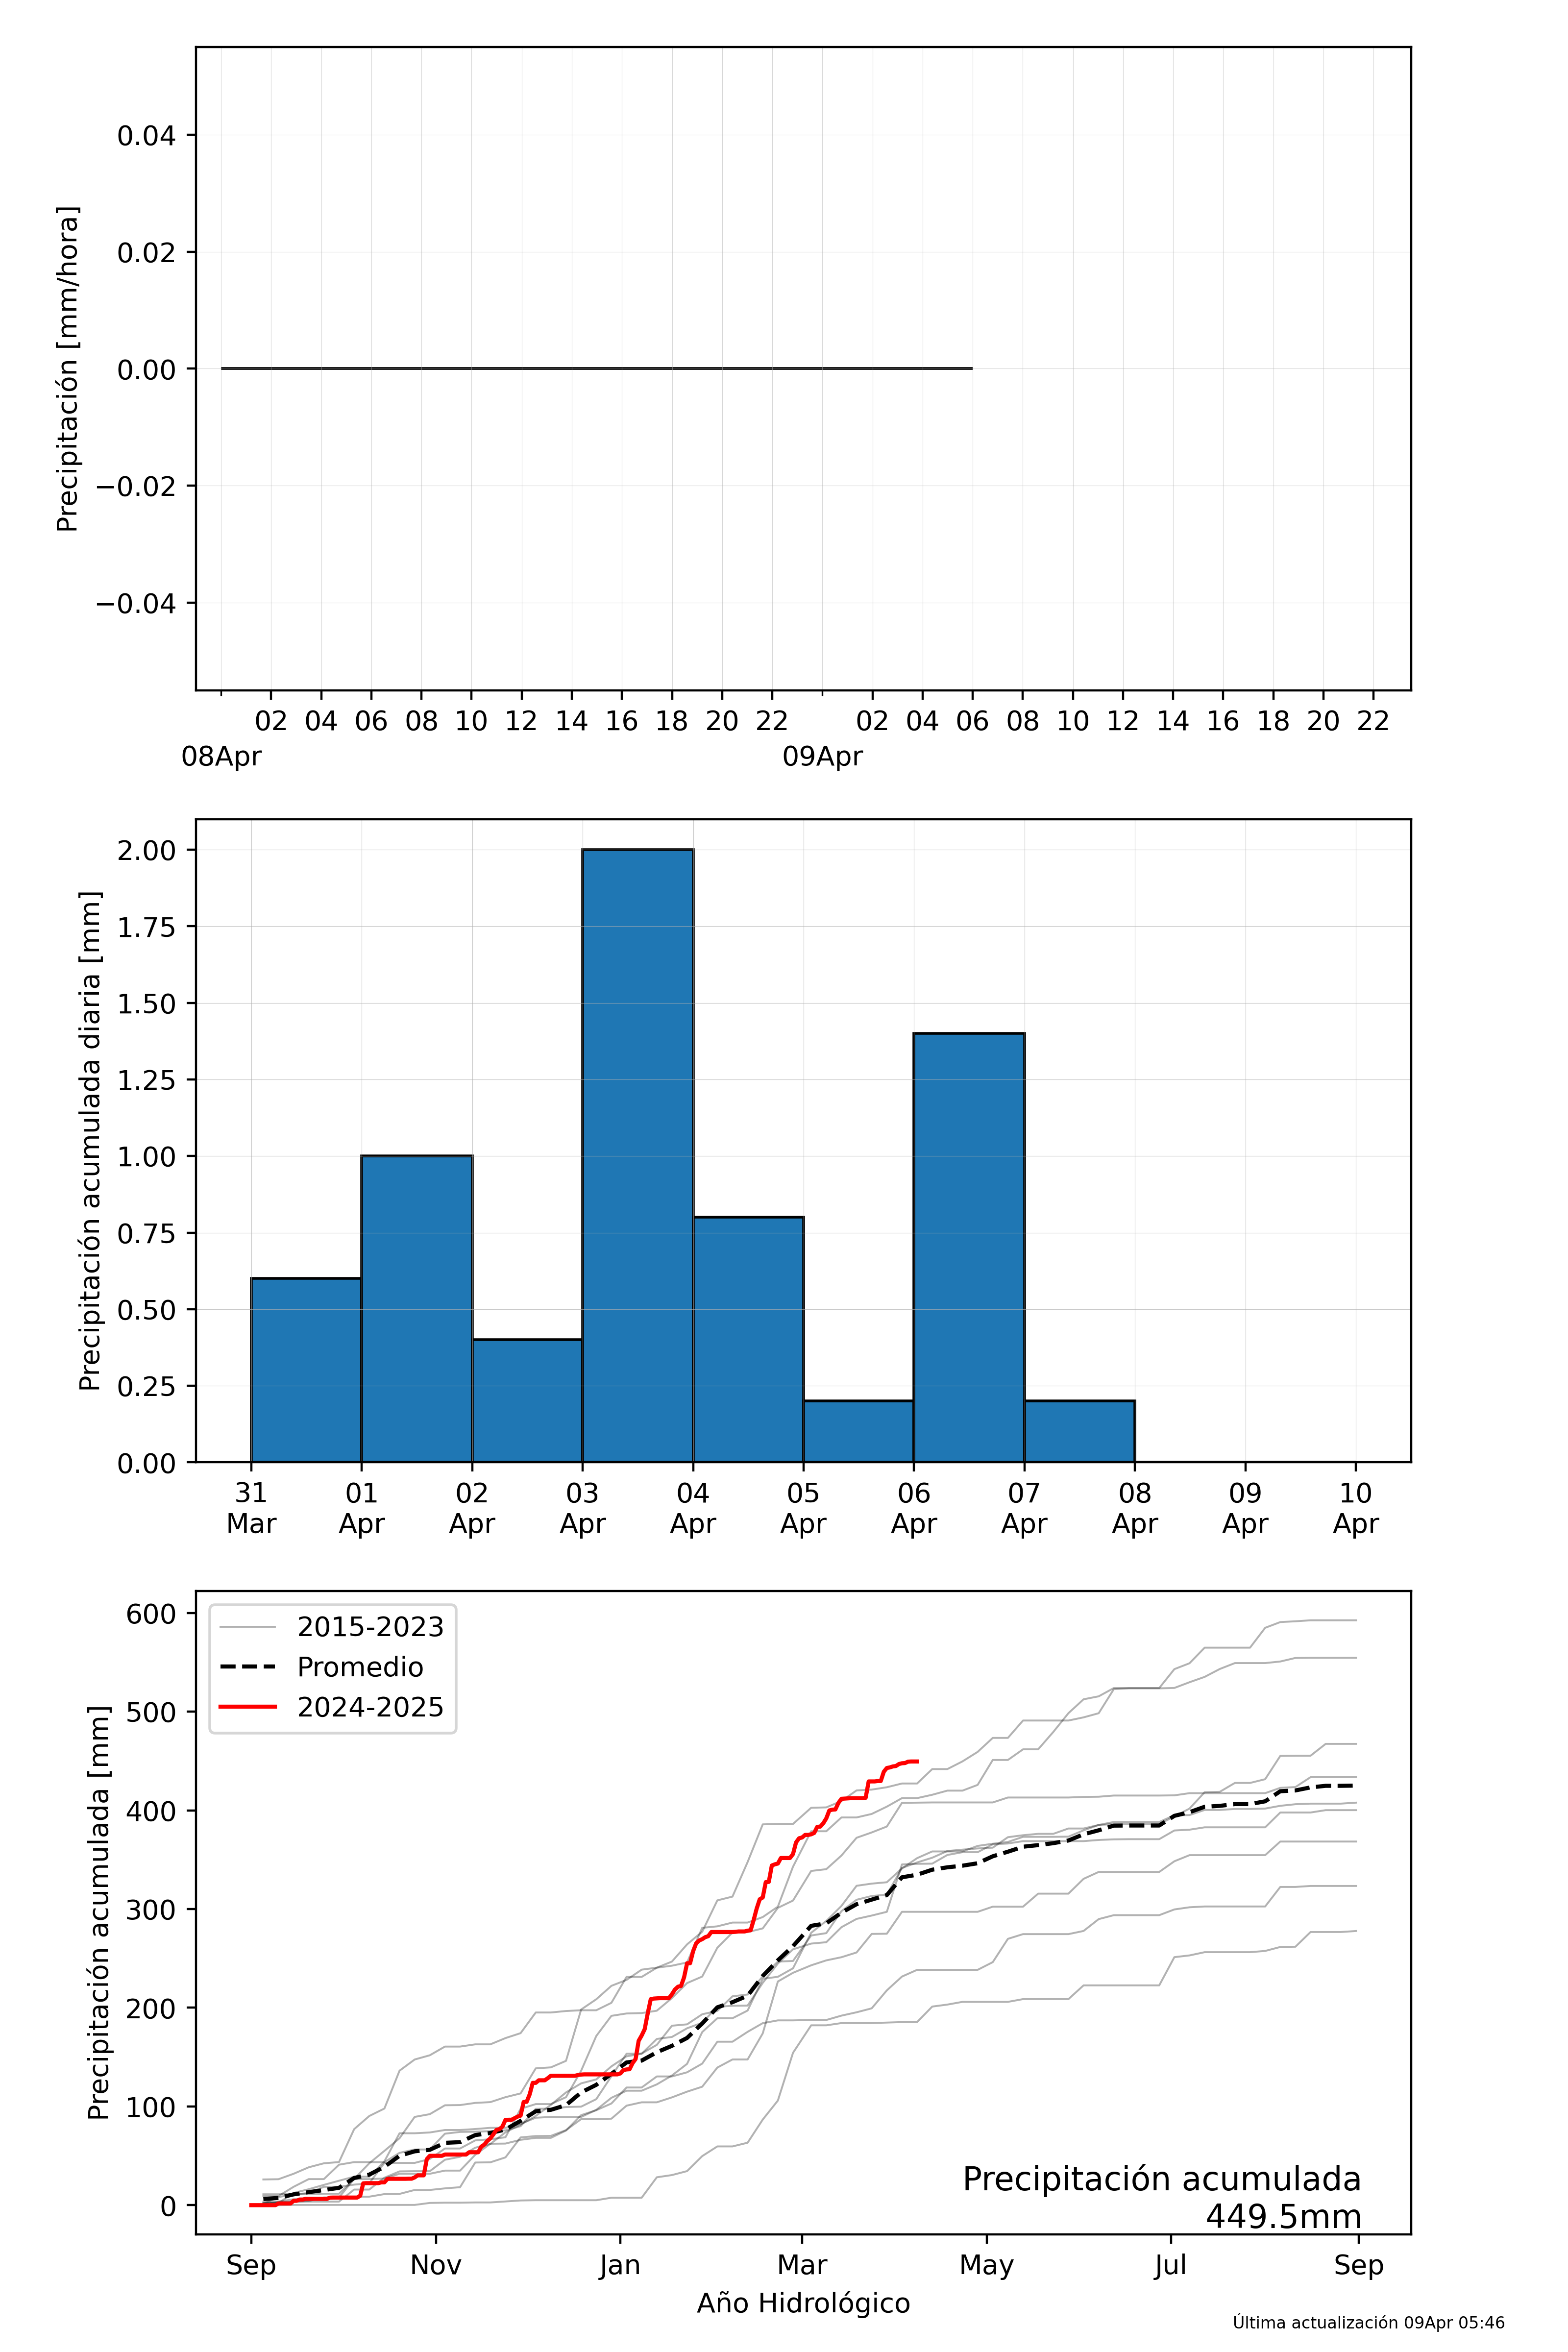 Precipitación [mm/hora]
0.04
0.02
0.00
−0.02
−0.04
02 04 06 08 10 12 14 16 18 20 22 02 04 06 08 10 12 14 16 18 20 22
08Apr 09Apr
Precipitación acumulada diaria [mm]
2.00
1.75
1.50
1.25
1.00
0.75
0.50
0.25
0.00
31 01 02 03 04 05 06 07 08 09 10
Mar Apr Apr Apr Apr Apr Apr Apr Apr Apr Apr
Precipitación acumulada [mm]
600
500
400
300
200
100
0
2015-2023
Promedio
2024-2025
Precipitación acumulada
449.5mm
Sep Nov Jan Mar May Jul Sep
Año Hidrológico
Última actualización 09Apr 05:46